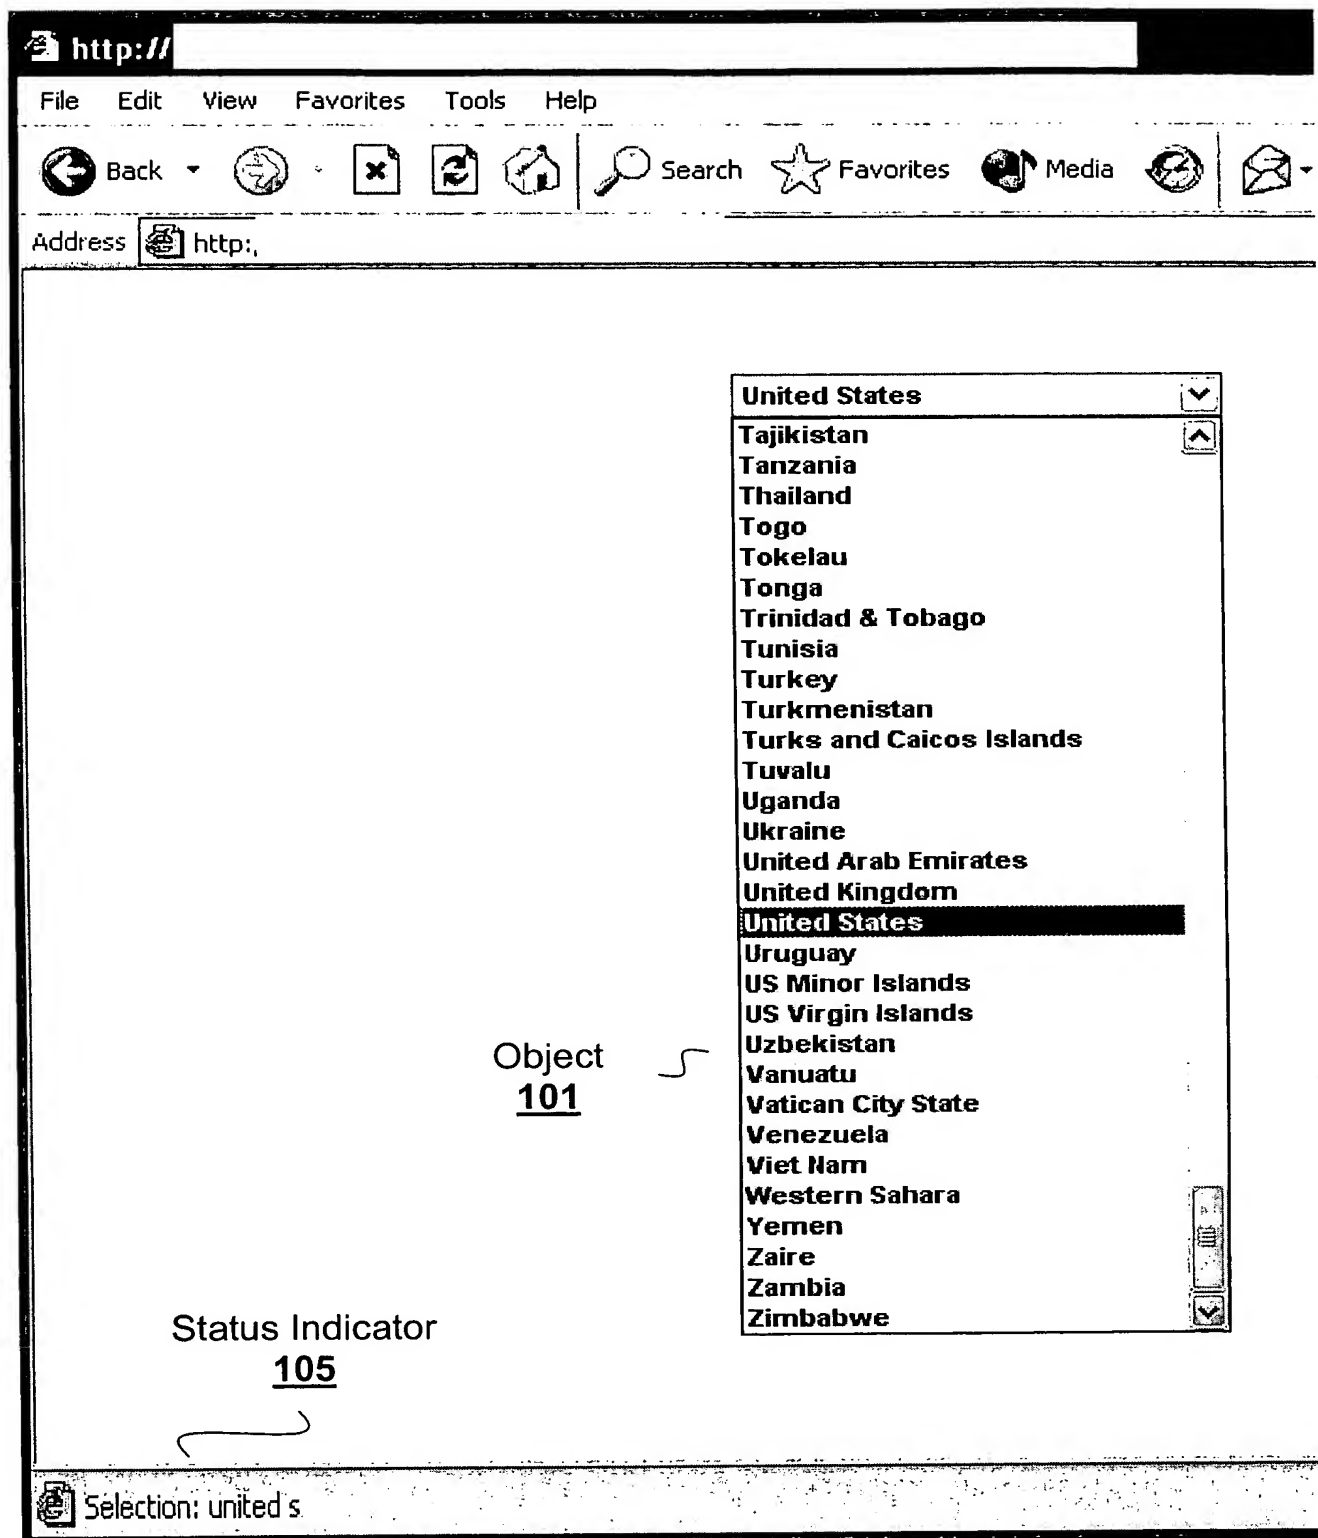 http://
File Edit View Favorites Tools Help
Back Search Favorites Media
Address http:
United States
Tajikistan
Tanzania
Thailand
Togo
Tokelau
Tonga
Trinidad & Tobago
Tunisia
Turkey
Turkmenistan
Turks and Caicos Islands
Tuvalu
Uganda
Ukraine
United Arab Emirates
United Kingdom
United States
Uruguay
US Minor Islands
US Virgin Islands
Uzbekistan
Vanuatu
Vatican City State
Venezuela
Viet Nam
Western Sahara
Yemen
Zaire
Zambia
Zimbabwe
Object
101
Status Indicator
105
Selection: united s